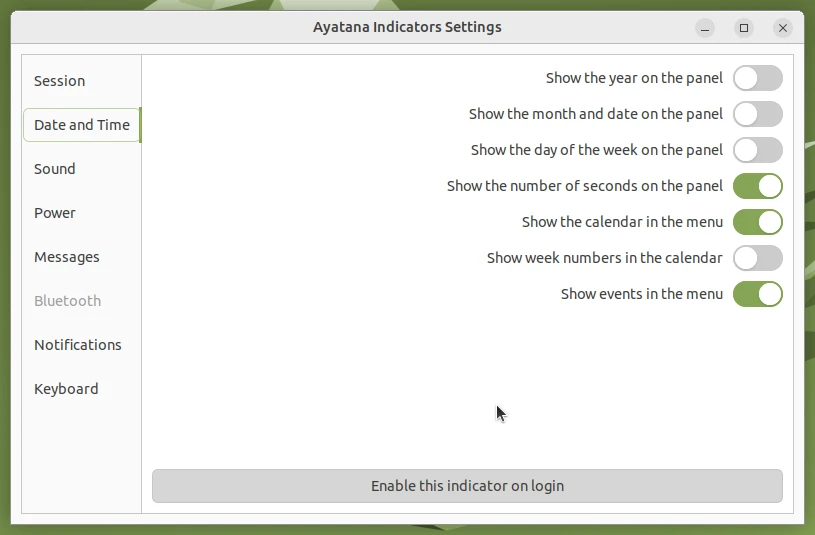 Ayatana Indicators Settings
Session
Date and Time
Sound
Power
Messages
Bluetooth
Notifications
Keyboard
Show the year on the panel
Show the month and date on the panel
Show the day of the week on the panel
Show the number of seconds on the panel
Show the calendar in the menu
Show week numbers in the calendar
Show events in the menu
Enable this indicator on login